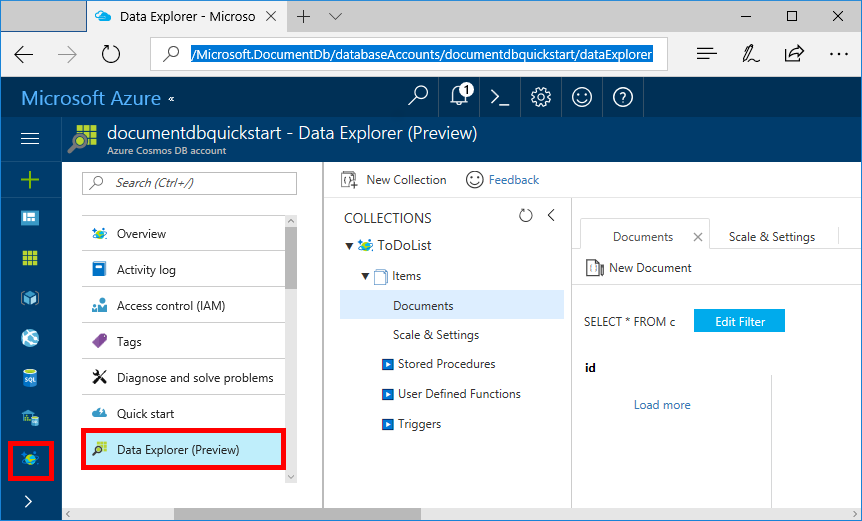 Data Explorer - Microso
/Microsoft.DocumentDb/databaseAccounts/documentdbquickstart/dataExplorer
Microsoft Azure «
1
documentdbquickstart - Data Explorer (Preview)
Azure Cosmos DB account
Search (Ctrl+/)
Overview
Activity log
Access control (IAM)
Tags
Diagnose and solve problems
Quick start
Data Explorer (Preview)
SQL
New Collection
Feedback
COLLECTIONS
ToDoList
Items
Documents
Scale & Settings
Stored Procedures
User Defined Functions
Triggers
Documents
Scale & Settings
New Document
SELECT * FROM c
Edit Filter
id
Load more